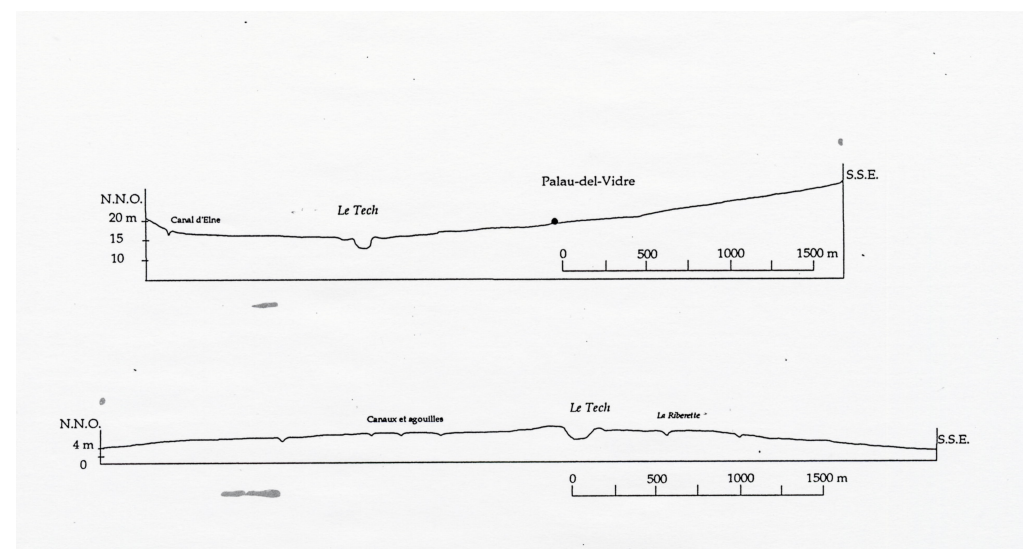 Palau-del-Vidre
S.S.E.
N.N.O.
Le Tech
20 m
Canal d'Elne
15
10
0 500 1000 1500 m
Le Tech
Canaux et agouilles
La Riberette
N.N.O.
4 m
S.S.E.
0
0 500 1000 1500 m